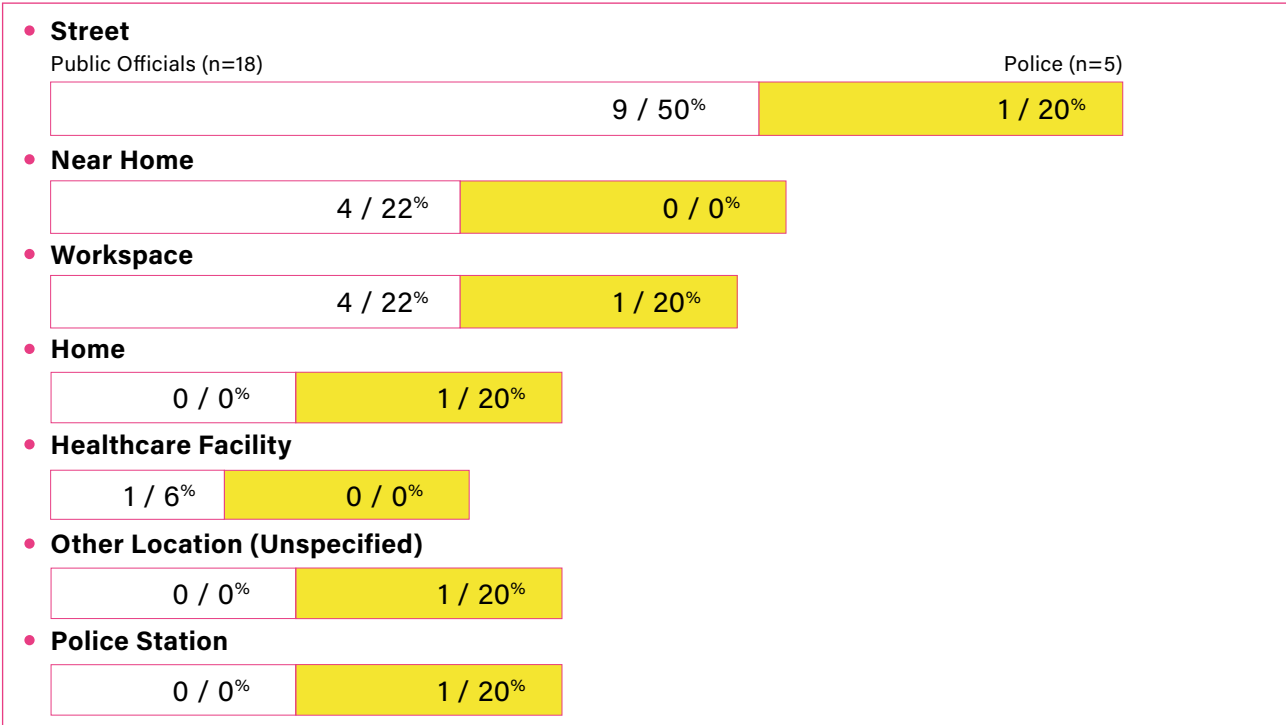 • Street
Public Officials (n=18) Police (n=5)
9 / 50% 1 / 20%
• Near Home
4 / 22% 0 / 0%
• Workspace
4 / 22% 1 / 20%
• Home
0 / 0% 1 / 20%
• Healthcare Facility
1 / 6% 0 / 0%
• Other Location (Unspecified)
0 / 0% 1 / 20%
• Police Station
0 / 0% 1 / 20%